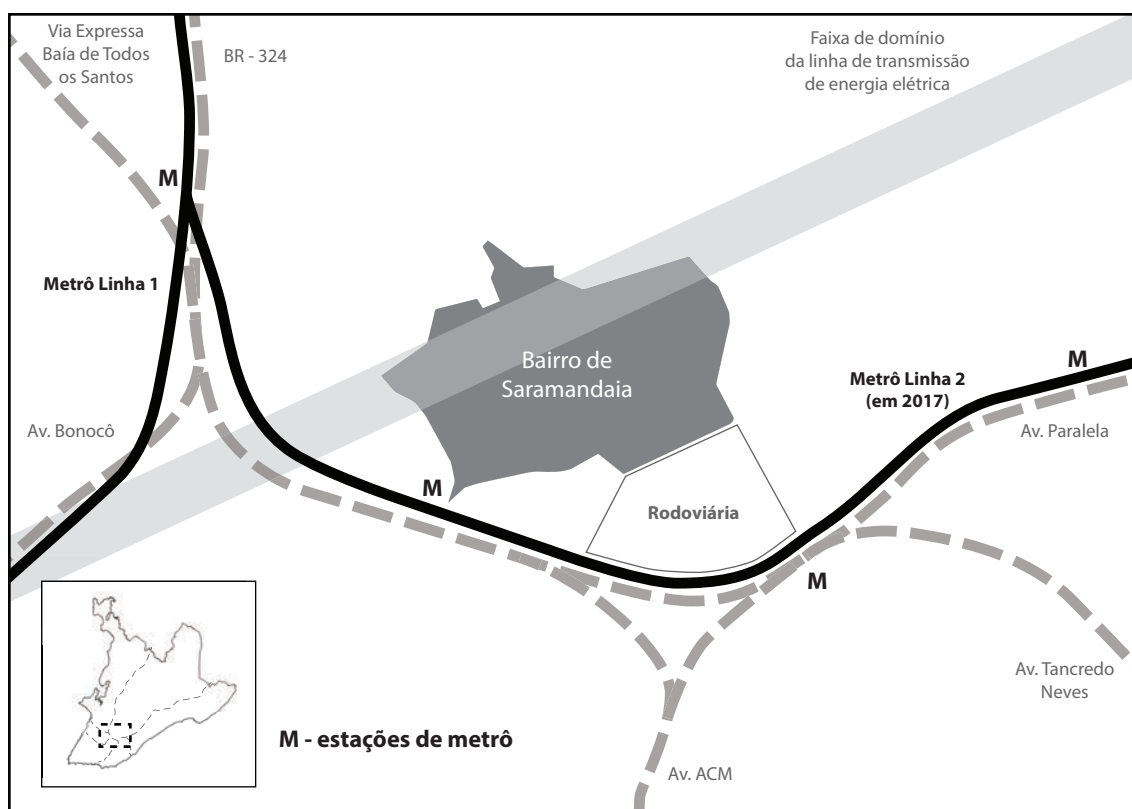 Via Expressa
Baía de Todos
os Santos
BR - 324
Faixa de domínio
da linha de transmissão
de energia elétrica
M
Metrô Linha 1
Bairro de
Saramandaia
M
Metrô Linha 2
(em 2017)
Av. Bonocô
Av. Paralela
M
Rodoviária
M
Av. Tancredo
Neves
M - estações de metrô
Av. ACM